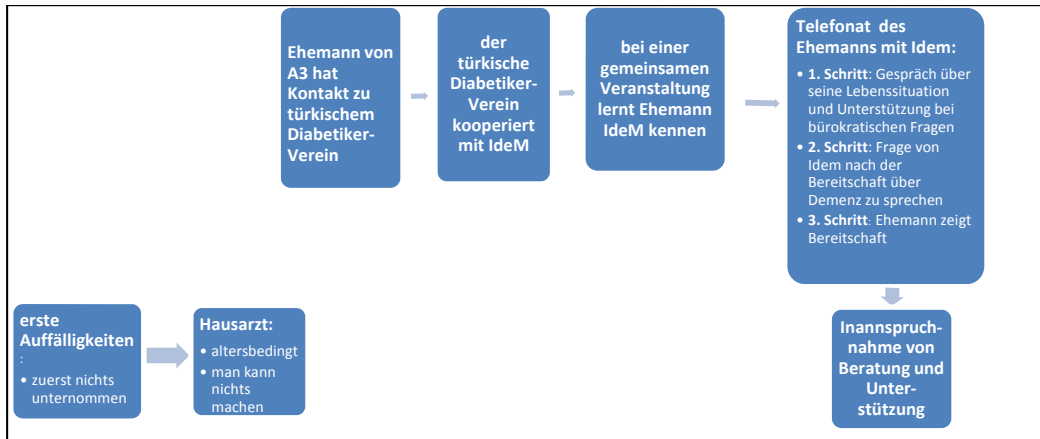 Ehemann von
A3 hat
Kontakt zu
türkischem
Diabetiker-
Verein
der
türkische
Diabetiker-
Verein
kooperiert
mit IdeM
bei einer
gemeinsamen
Veranstaltung
lernt Ehemann
IdeM kennen
Telefonat des
Ehemanns mit Idem:
• 1. Schritt: Gespräch über
seine Lebenssituation
und Unterstützung bei
bürokratischen Fragen
• 2. Schritt: Frage von
Idem nach der
Bereitschaft über
Demenz zu sprechen
• 3. Schritt: Ehemann zeigt
Bereitschaft
erste
Auffälligkeiten
:
• zuerst nichts
unternommen
Hausarzt:
• altersbedingt
• man kann
nichts
machen
Inannspruch-
nahme von
Beratung und
Unter-
stützung